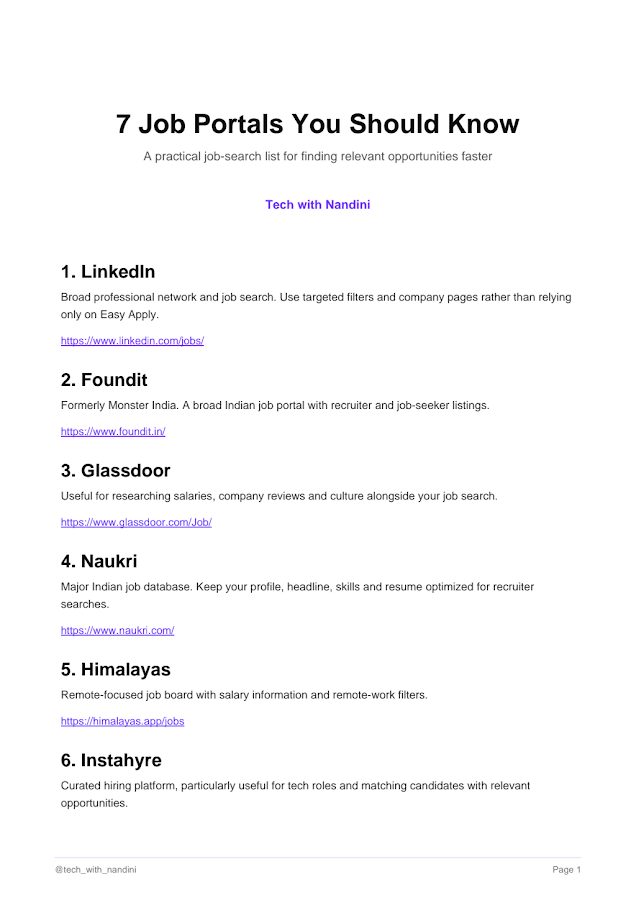 7 Job Portals You Should Know
A practical job-search list for finding relevant opportunities faster
Tech with Nandini
1. LinkedIn
Broad professional network and job search. Use targeted filters and company pages rather than relying
only on Easy Apply.
https://www.linkedin.com/jobs/
2. Foundit
Formerly Monster India. A broad Indian job portal with recruiter and job-seeker listings.
https://www.foundit.in/
3. Glassdoor
Useful for researching salaries, company reviews and culture alongside your job search.
https://www.glassdoor.com/Job/
4. Naukri
Major Indian job database. Keep your profile, headline, skills and resume optimized for recruiter
searches.
https://www.naukri.com/
5. Himalayas
Remote-focused job board with salary information and remote-work filters.
https://himalayas.app/jobs
6. Instahyre
Curated hiring platform, particularly useful for tech roles and matching candidates with relevant
opportunities.
@tech_with_nandini
Page 1